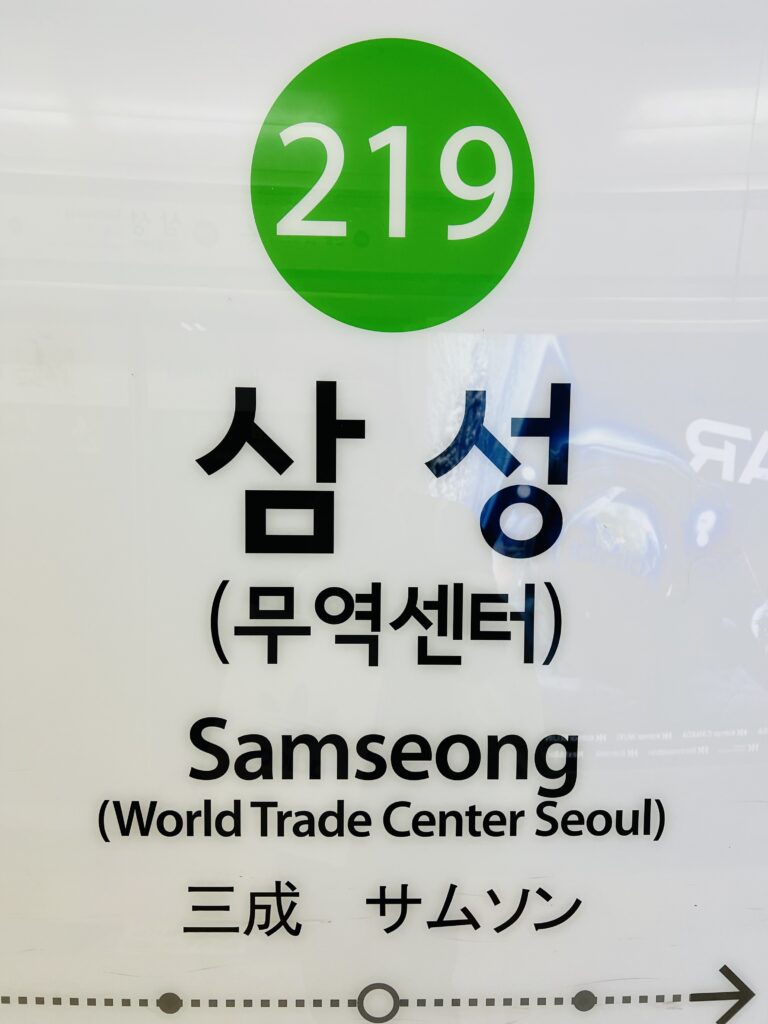 219
삼성
(무역센터)
Samseong
(World Trade Center Seoul)
三成 サムソン